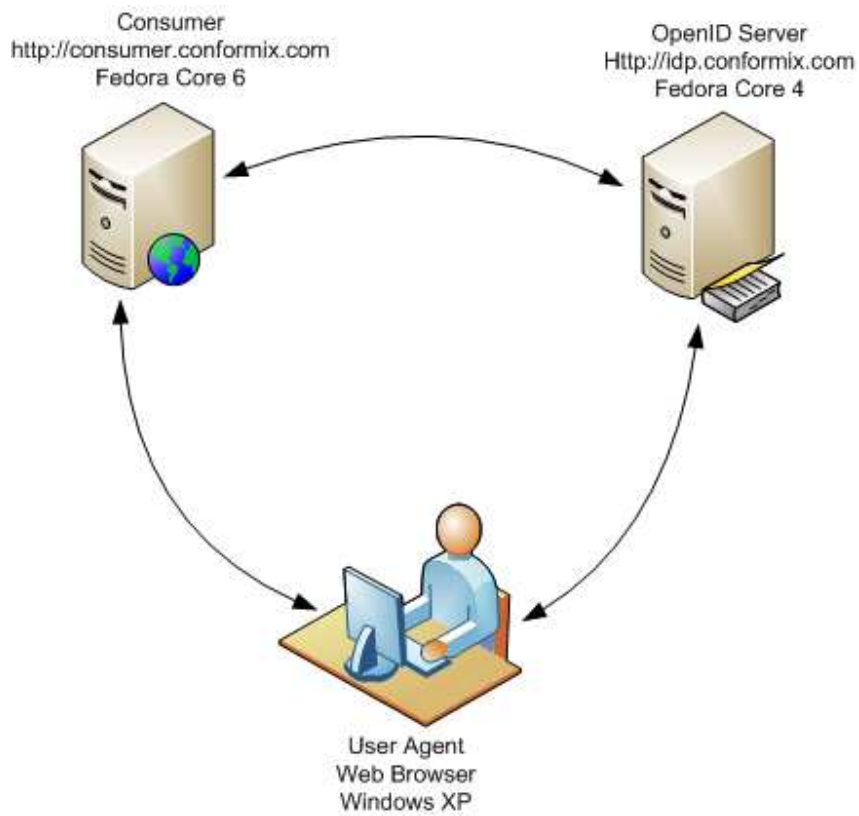 Consumer
http://consumer.conformix.com
Fedora Core 6
OpenID Server
Http://idp.conformix.com
Fedora Core 4
User Agent
Web Browser
Windows XP